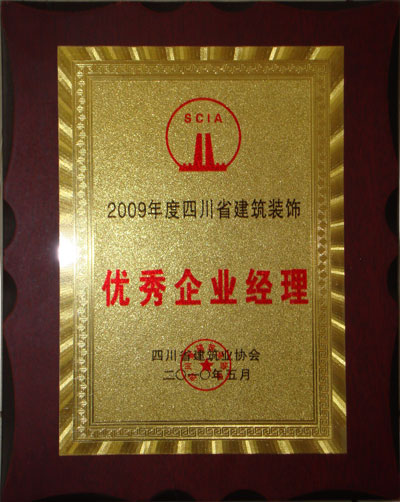 SCIA
2009年度四川省建筑装饰
优秀企业经理
四川省建筑业协会
二〇一〇年五月